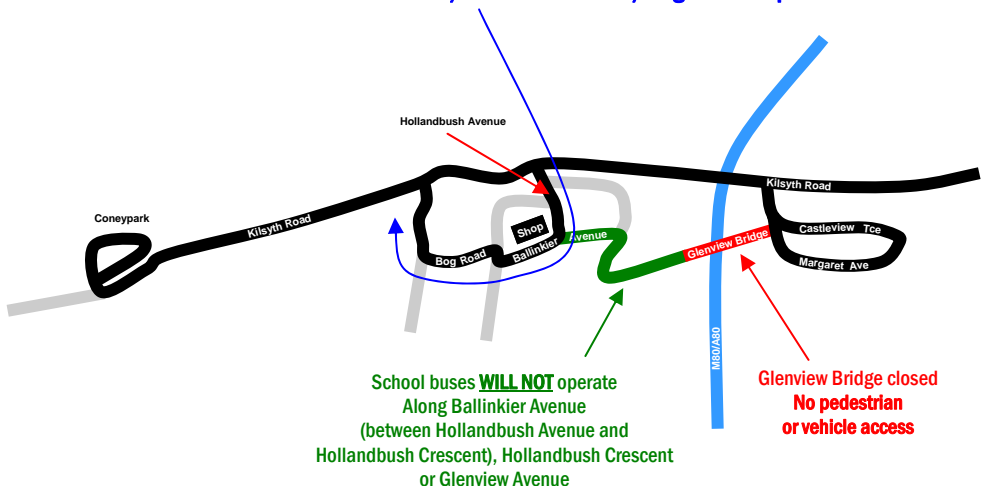 Hollandbush Avenue
Kilsyth Road
Coneypark
Kilsyth Road
Castleview Tce
Shop
Avenue
Ballinkier
Glenview Bridge
Bog Road
Margaret Ave
M80/A80
School buses WILL NOT operate
Along Ballinkier Avenue
(between Hollandbush Avenue and
Hollandbush Crescent), Hollandbush Crescent
or Glenview Avenue
Glenview Bridge closed
No pedestrian
or vehicle access